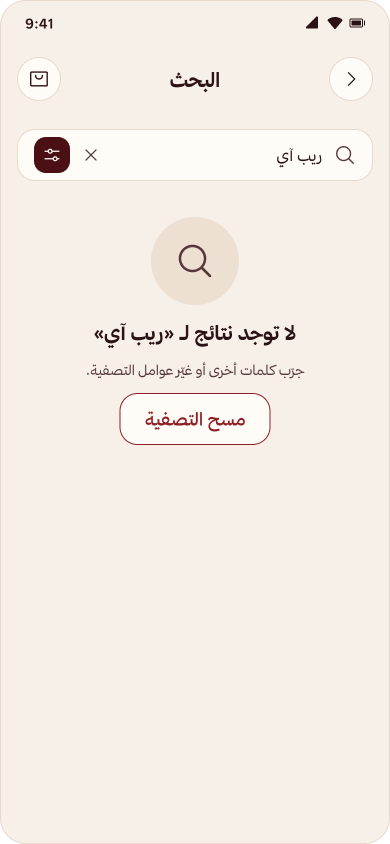 9:41
البحث
ريب آي
لا توجد نتائج لـ «ريب آي»
جرّب كلمات أخرى أو غيّر عوامل التصفية.
مسح التصفية